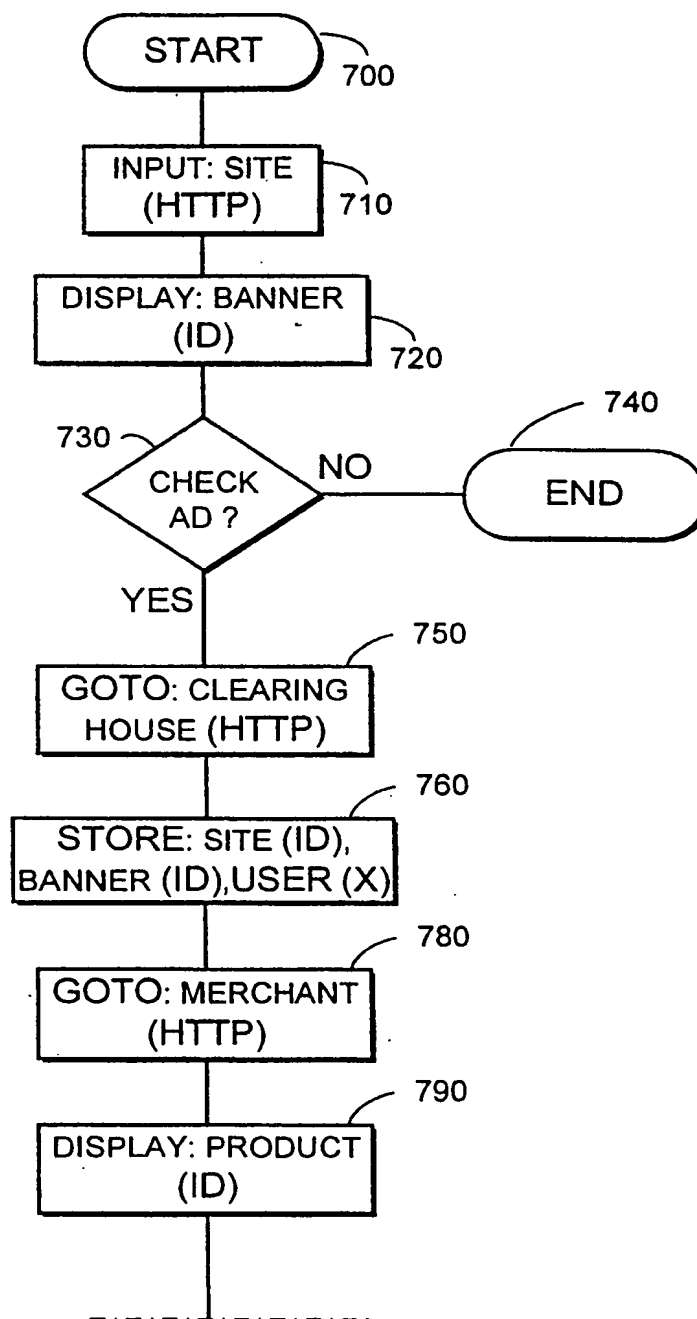 START
700
INPUT: SITE
(HTTP)
710
DISPLAY: BANNER
(ID)
720
730
CHECK
AD ?
NO
740
END
YES
750
GOTO: CLEARING
HOUSE (HTTP)
760
STORE: SITE (ID),
BANNER (ID),USER (X)
780
GOTO: MERCHANT
(HTTP)
790
DISPLAY: PRODUCT
(ID)